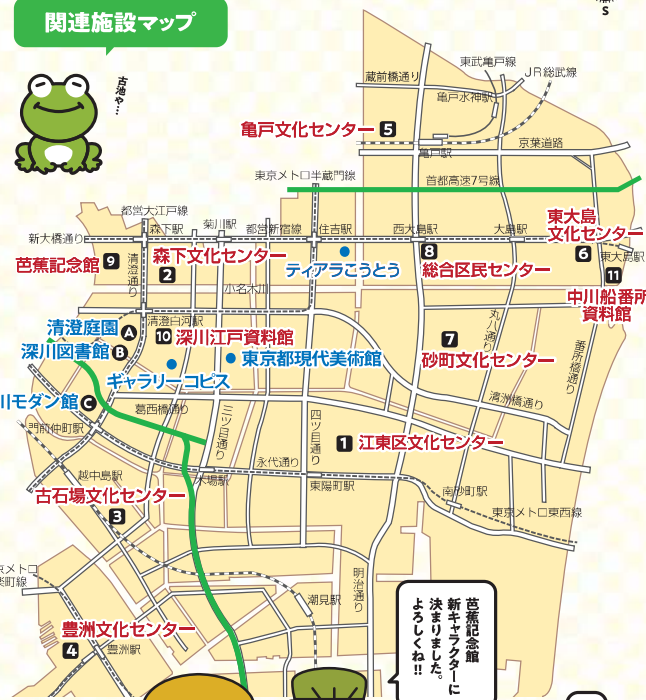 S
関連施設マップ
古池や…
蔵前橋通り
東武亀戸線
JR総武線
亀戸水神駅
亀戸文化センター 5
京葉道路
亀戸駅
東京メトロ半蔵門線
首都高速7号線
都営大江戸線
森下駅
菊川駅
都営新宿線
住吉駅
西大島駅
大島駅
東大島
文化センター
6
新大橋通り
東大島駅
芭蕉記念館 9
清澄通り
森下文化センター
2
ティアラこうとう
8
総合区民センター
11
小名木川
中川船番所
資料館
清澄庭園 A
清澄白河駅
10 深川江戸資料館
丸八通り
7
深川図書館 B
東京都現代美術館
砂町文化センター
番所橋通り
ギャラリーコピス
川モダン館 C
葛西橋通り
清洲橋通り
三ツ目通り
四ツ目通り
門前仲町駅
1 江東区文化センター
永代通り
越中島駅
木場駅
東陽町駅
南砂町駅
古石場文化センター
3
東京メトロ東西線
京メトロ
楽町線
明治通り
潮見駅
豊洲文化センター
4
豊洲駅
芭蕉記念館
新キャラクターに
決まりました。
よろしくね!!